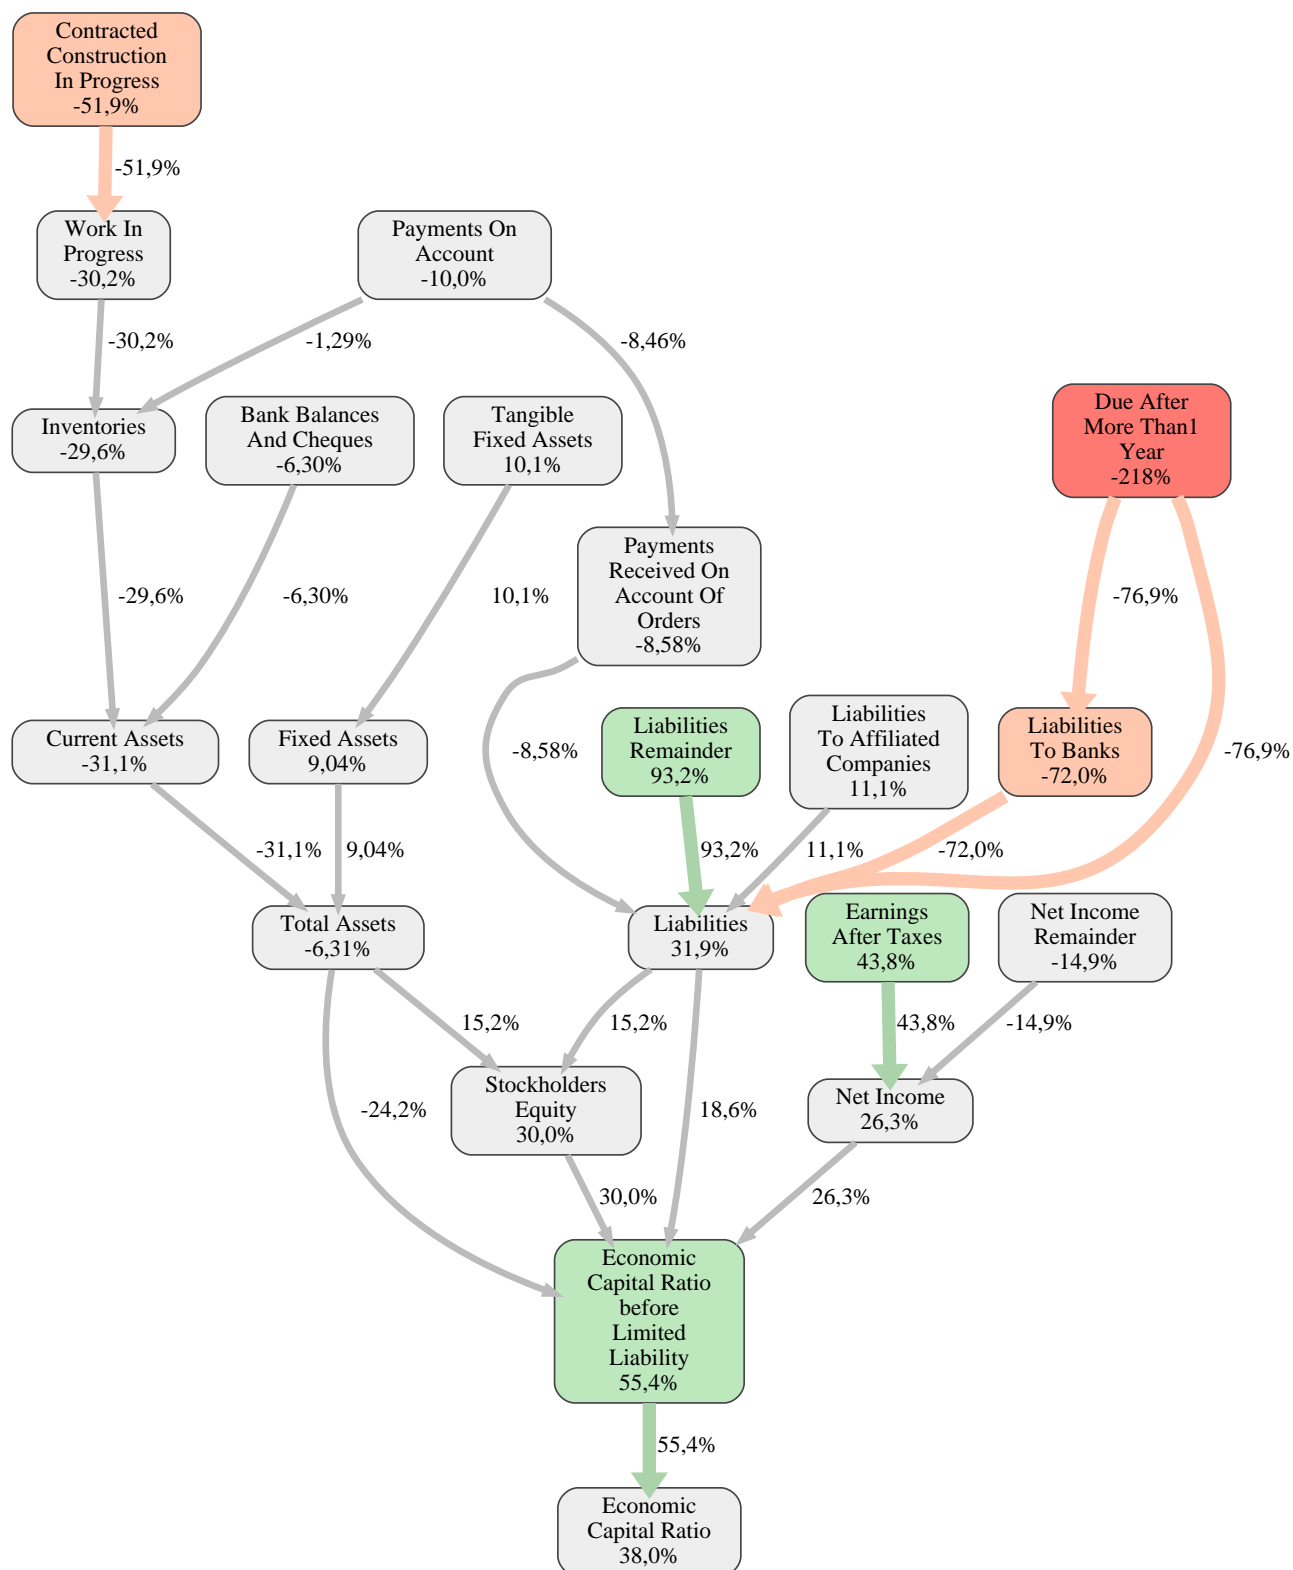 Contracted
Construction
In Progress
-51,9%
-51,9%
Work In
Progress
-30,2%
Payments On
Account
-10,0%
-30,2%
-1,29%
-8,46%
Inventories
-29,6%
Bank Balances
And Cheques
-6,30%
Tangible
Fixed Assets
10,1%
Due After
More Than1
Year
-218%
Payments
Received On
Account Of
Orders
-8,58%
-29,6%
-6,30%
10,1%
-76,9%
Current Assets
-31,1%
Fixed Assets
9,04%
-8,58%
Liabilities
Remainder
93,2%
Liabilities
To Affiliated
Companies
11,1%
Liabilities
To Banks
-72,0%
-76,9%
-31,1%
9,04%
93,2%
11,1%
-72,0%
Total Assets
-6,31%
Liabilities
31,9%
Earnings
After Taxes
43,8%
Net Income
Remainder
-14,9%
15,2%
15,2%
43,8%
-14,9%
-24,2%
Stockholders
Equity
30,0%
18,6%
Net Income
26,3%
30,0%
26,3%
Economic
Capital Ratio
before
Limited
Liability
55,4%
55,4%
Economic
Capital Ratio
38,0%